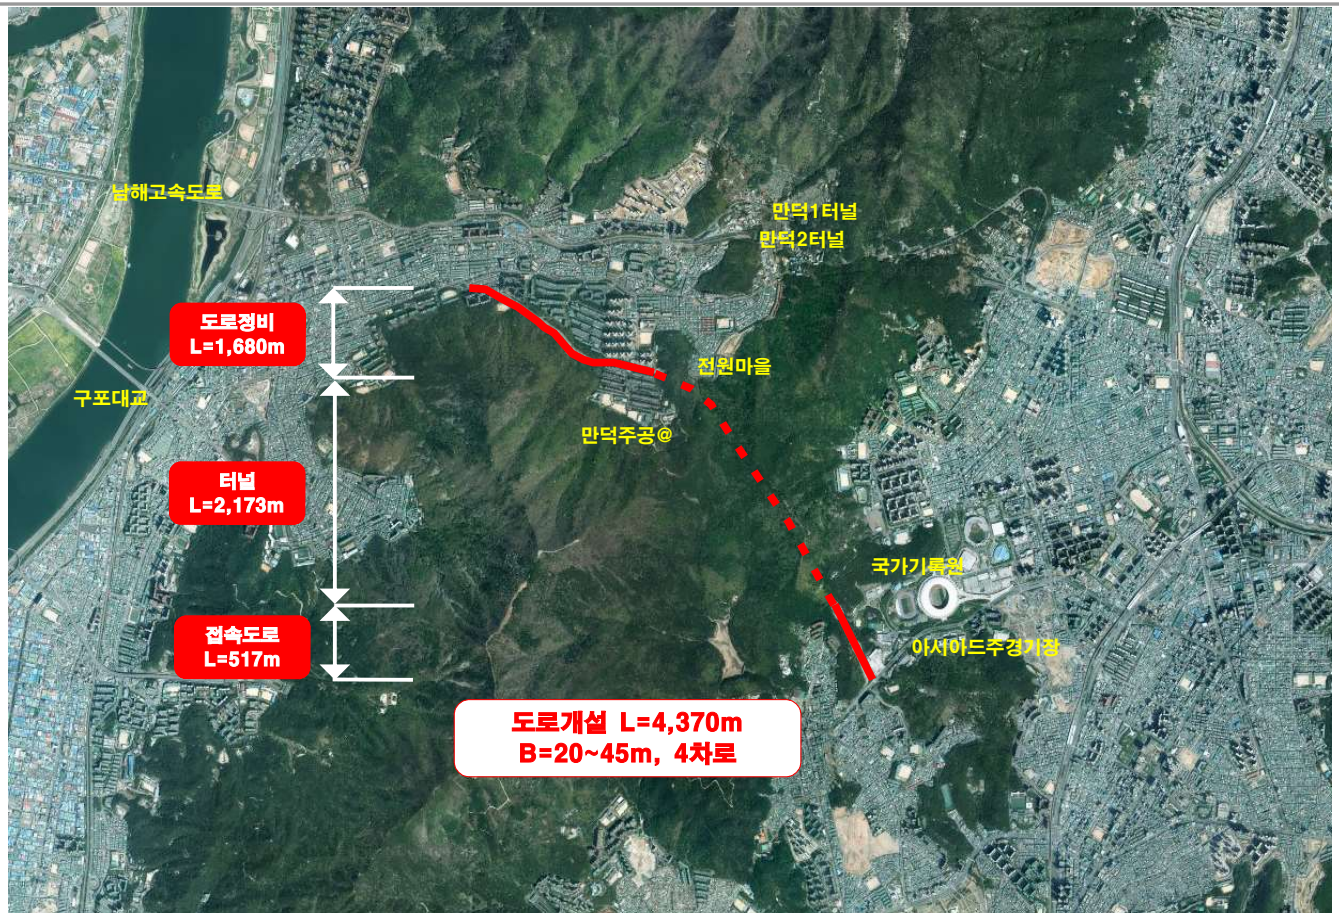 남해고속도로
만덕1터널
만덕2터널
도로정비
L=1,680m
전원마을
구포대교
만덕주공@
터널
L=2,173m
국가기록원
접속도로
L=517m
아시아드주경기장
도로개설 L=4,370m
B=20~45m, 4차로